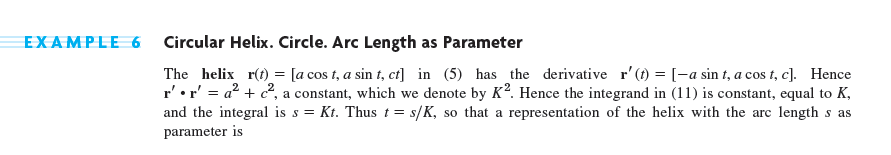 EXAMPLE 6 Circular Helix. Circle. Arc Length as Parameter
The helix r(t) = [a cos t, a sin t, ct] in (5) has the derivative r′(t) = [−a sin t, a cos t, c]. Hence
r′ • r′ = a² + c², a constant, which we denote by K². Hence the integrand in (11) is constant, equal to K,
and the integral is s = Kt. Thus t = s/K, so that a representation of the helix with the arc length s as
parameter is